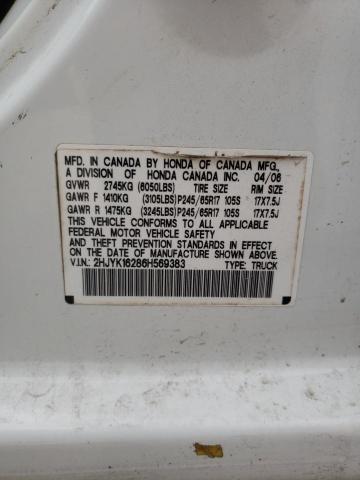 MFD. IN CANADA BY HONDA OF CANADA MFG.,
A DIVISION OF HONDA CANADA INC. 04/06
GVWR 2745KG (6050LBS) TIRE SIZE RIM SIZE
GAWR F 1410KG (3105LBS) P245/65R17 105S 17X7.5J
GAWR R 1475KG (3245LBS) P245/65R17 105S 17X7.5J
THIS VEHICLE CONFORMS TO ALL APPLICABLE
FEDERAL MOTOR VEHICLE SAFETY STANDARDS IN
EFFECT ON THE DATE OF MANUFACTURE SHOWN ABOVE.
V.I.N.: 2HJYK16286H569383 TYPE: TRUCK